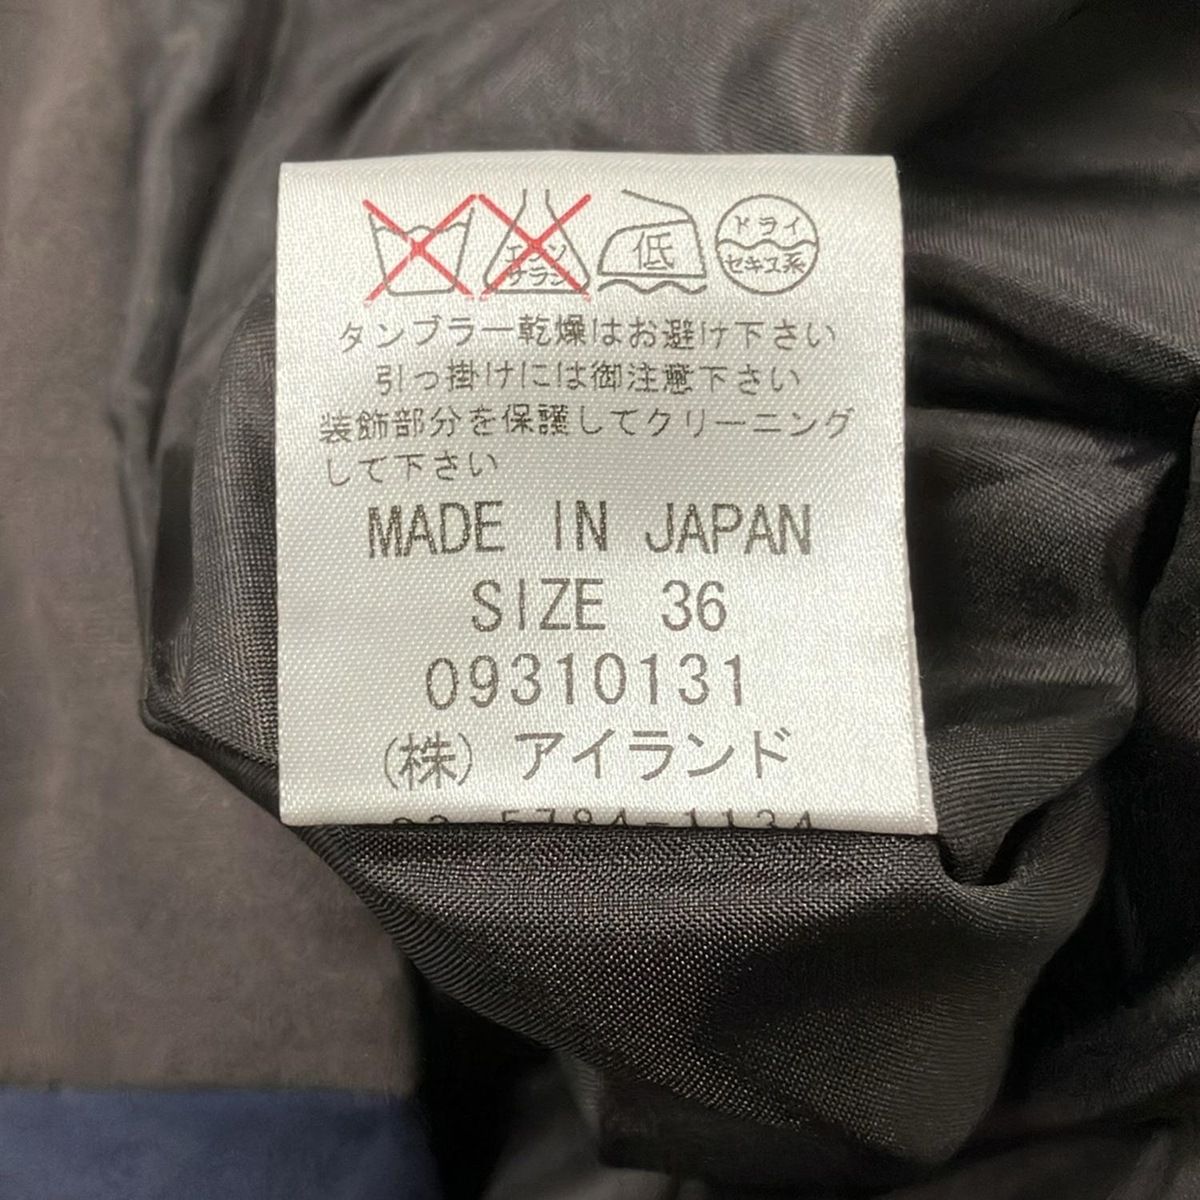 エンソ
サラシ
低
ドライ
セキユ系
タンブラー乾燥はお避け下さい
引っ掛けには御注意下さい
装飾部分を保護してクリーニング
して下さい
MADE IN JAPAN
SIZE 36
09310131
(株) アイランド
03-5784-1134